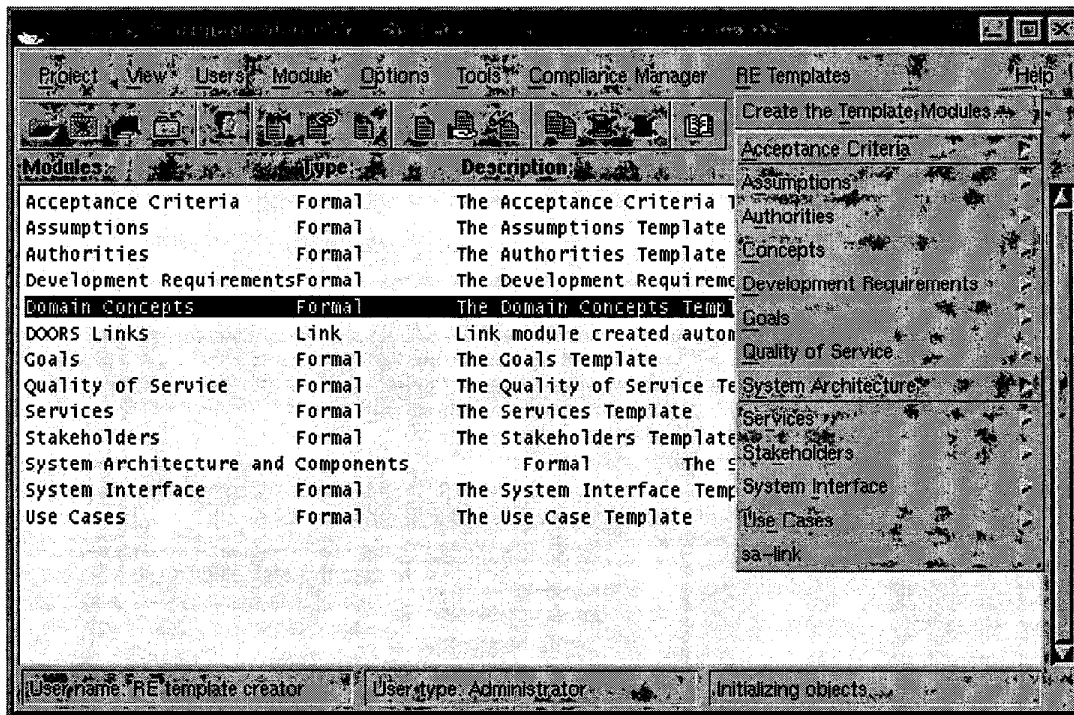 Project View Users Module Options Tools Compliance Manager RE Templates Help
Create the Template Modules
Modules: Type: Description:
Acceptance Criteria
Assumptions
Authorities
Concepts
Development Requirements
Goals
Quality of Service
System Architecture
Services
Stakeholders
System Interface
Use Cases
sa-link
Acceptance Criteria Formal The Acceptance Criteria T
Assumptions Formal The Assumptions Template
Authorities Formal The Authorities Template
Development RequirementsFormal The Development Requireme
Domain Concepts Formal The Domain Concepts Templ
DOORS Links Link Link module created autom
Goals Formal The Goals Template
Quality of Service Formal The Quality of Service Te
Services Formal The Services Template
Stakeholders Formal The Stakeholders Template
System Architecture and Components Formal The S
System Interface Formal The System Interface Temp
Use Cases Formal The Use Case Template
Username: RE template creator User type: Administrator Initializing objects...